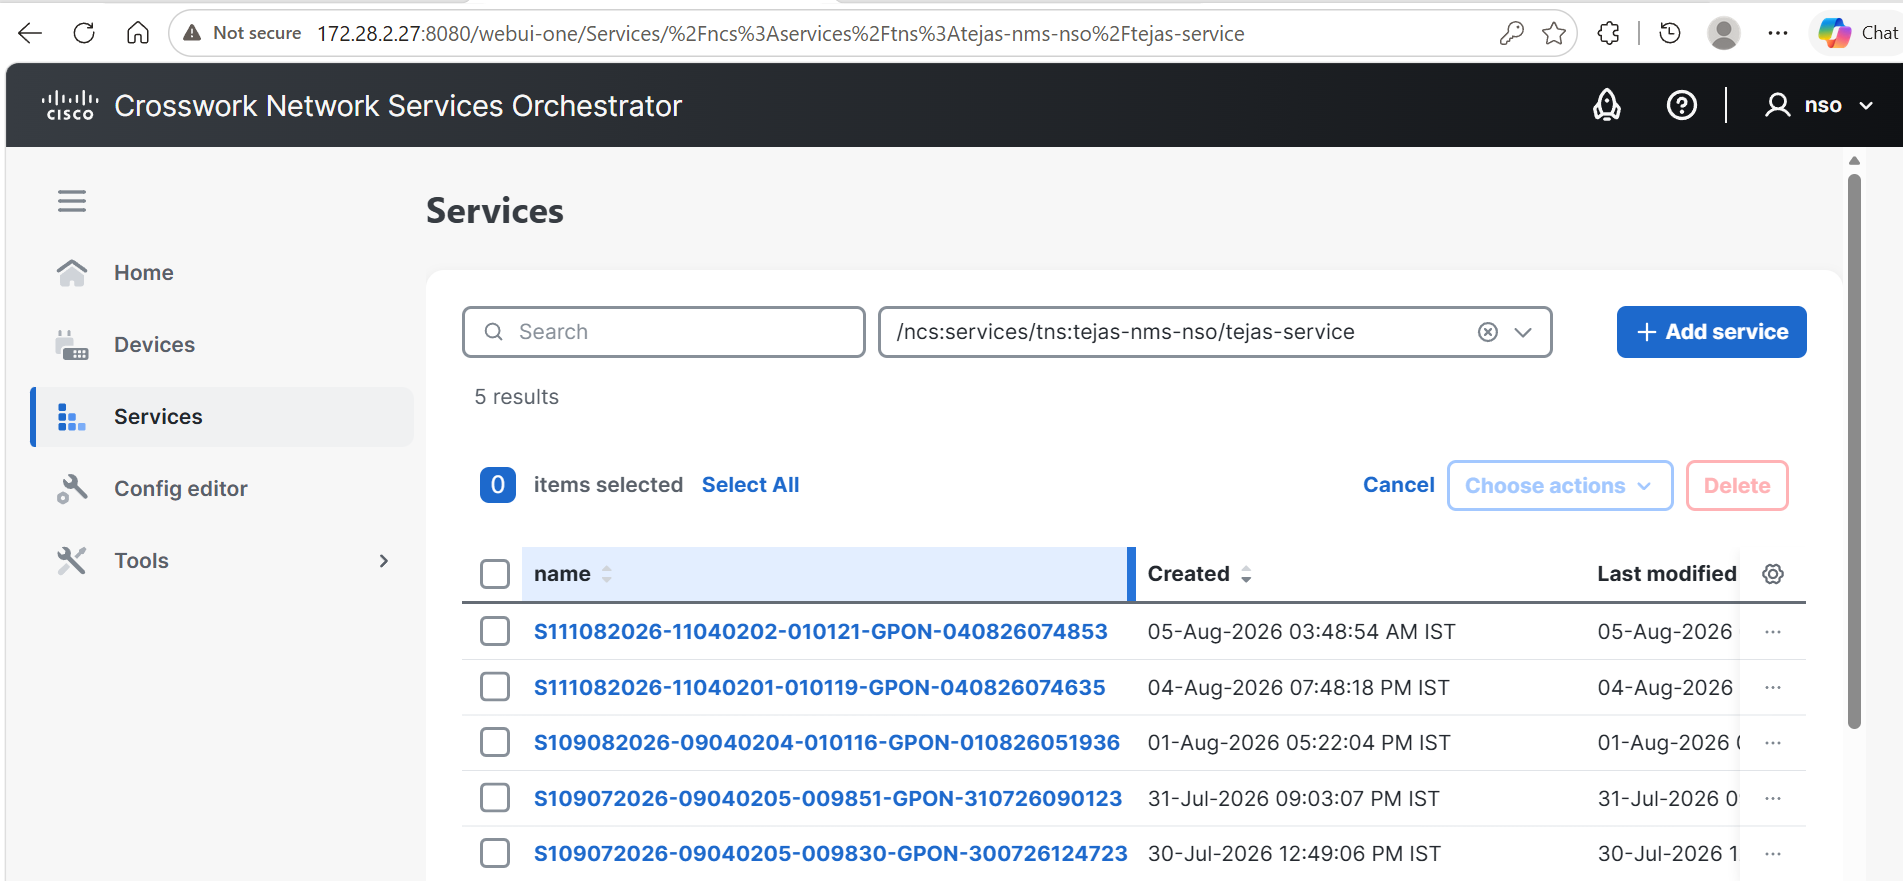 Not secure 172.28.2.27:8080/webui-one/Services/%2Fncs%3Aservices%2Ftns%3Atejas-nms-nso%2Ftejas-service Chat
cisco Crosswork Network Services Orchestrator nso
Services
Home
Devices
Services
Config editor
Tools
Search /ncs:services/tns:tejas-nms-nso/tejas-service + Add service
5 results
0 items selected Select All Cancel Choose actions Delete
name Created Last modified
S111082026-11040202-010121-GPON-040826074853 05-Aug-2026 03:48:54 AM IST 05-Aug-2026 ...
S111082026-11040201-010119-GPON-040826074635 04-Aug-2026 07:48:18 PM IST 04-Aug-2026 ...
S109082026-09040204-010116-GPON-010826051936 01-Aug-2026 05:22:04 PM IST 01-Aug-2026 ...
S109072026-09040205-009851-GPON-310726090123 31-Jul-2026 09:03:07 PM IST 31-Jul-2026 ...
S109072026-09040205-009830-GPON-300726124723 30-Jul-2026 12:49:06 PM IST 30-Jul-2026 ...